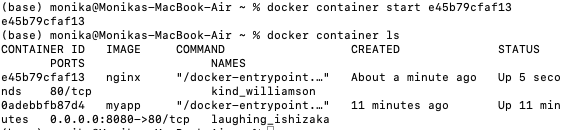 (base) monika@Monikas-MacBook-Air ~ % docker container start e45b79cfaf13
e45b79cfaf13
(base) monika@Monikas-MacBook-Air ~ % docker container ls
CONTAINER ID   IMAGE     COMMAND                  CREATED              STATUS
       PORTS                  NAMES
e45b79cfaf13   nginx     "/docker-entrypoint.…"   About a minute ago   Up 5 seco
nds    80/tcp                 kind_williamson
0adebbfb87d4   myapp     "/docker-entrypoint.…"   11 minutes ago       Up 11 min
utes   0.0.0.0:8080->80/tcp   laughing_ishizaka